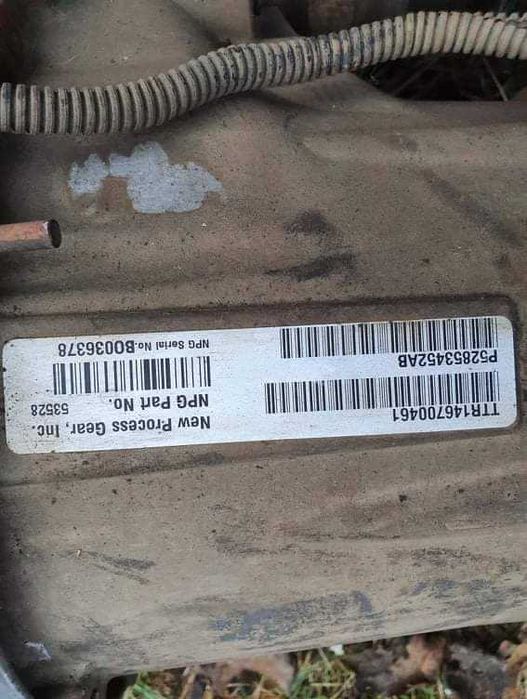 New Process Gear, Inc.
NPG Part No.
53528
NPG Serial No. B0036378
TTR146700461
P52853452AB